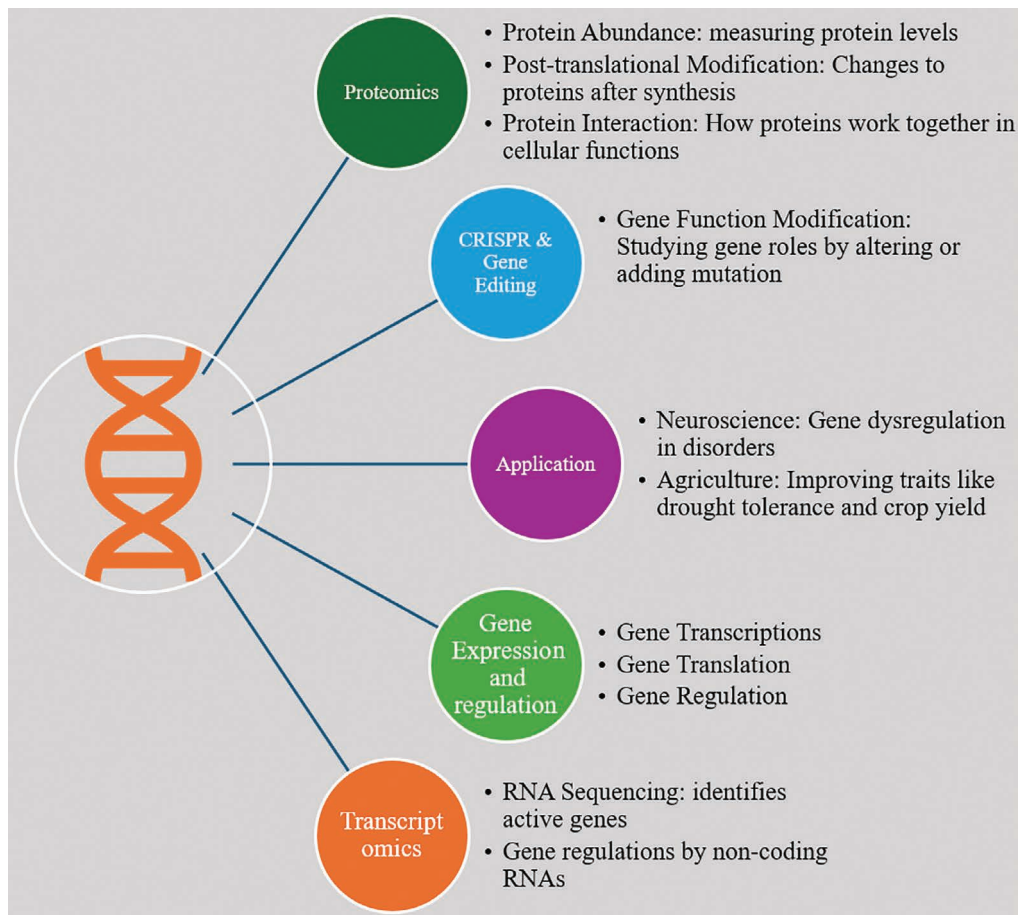 Proteomics
• Protein Abundance: measuring protein levels
• Post-translational Modification: Changes to
proteins after synthesis
• Protein Interaction: How proteins work together in
cellular functions
CRISPR &
Gene
Editing
• Gene Function Modification:
Studying gene roles by altering or
adding mutation
Application
• Neuroscience: Gene dysregulation
in disorders
• Agriculture: Improving traits like
drought tolerance and crop yield
Gene
Expression
and
regulation
• Gene Transcriptions
• Gene Translation
• Gene Regulation
Transcript
omics
• RNA Sequencing: identifies
active genes
• Gene regulations by non-coding
RNAs